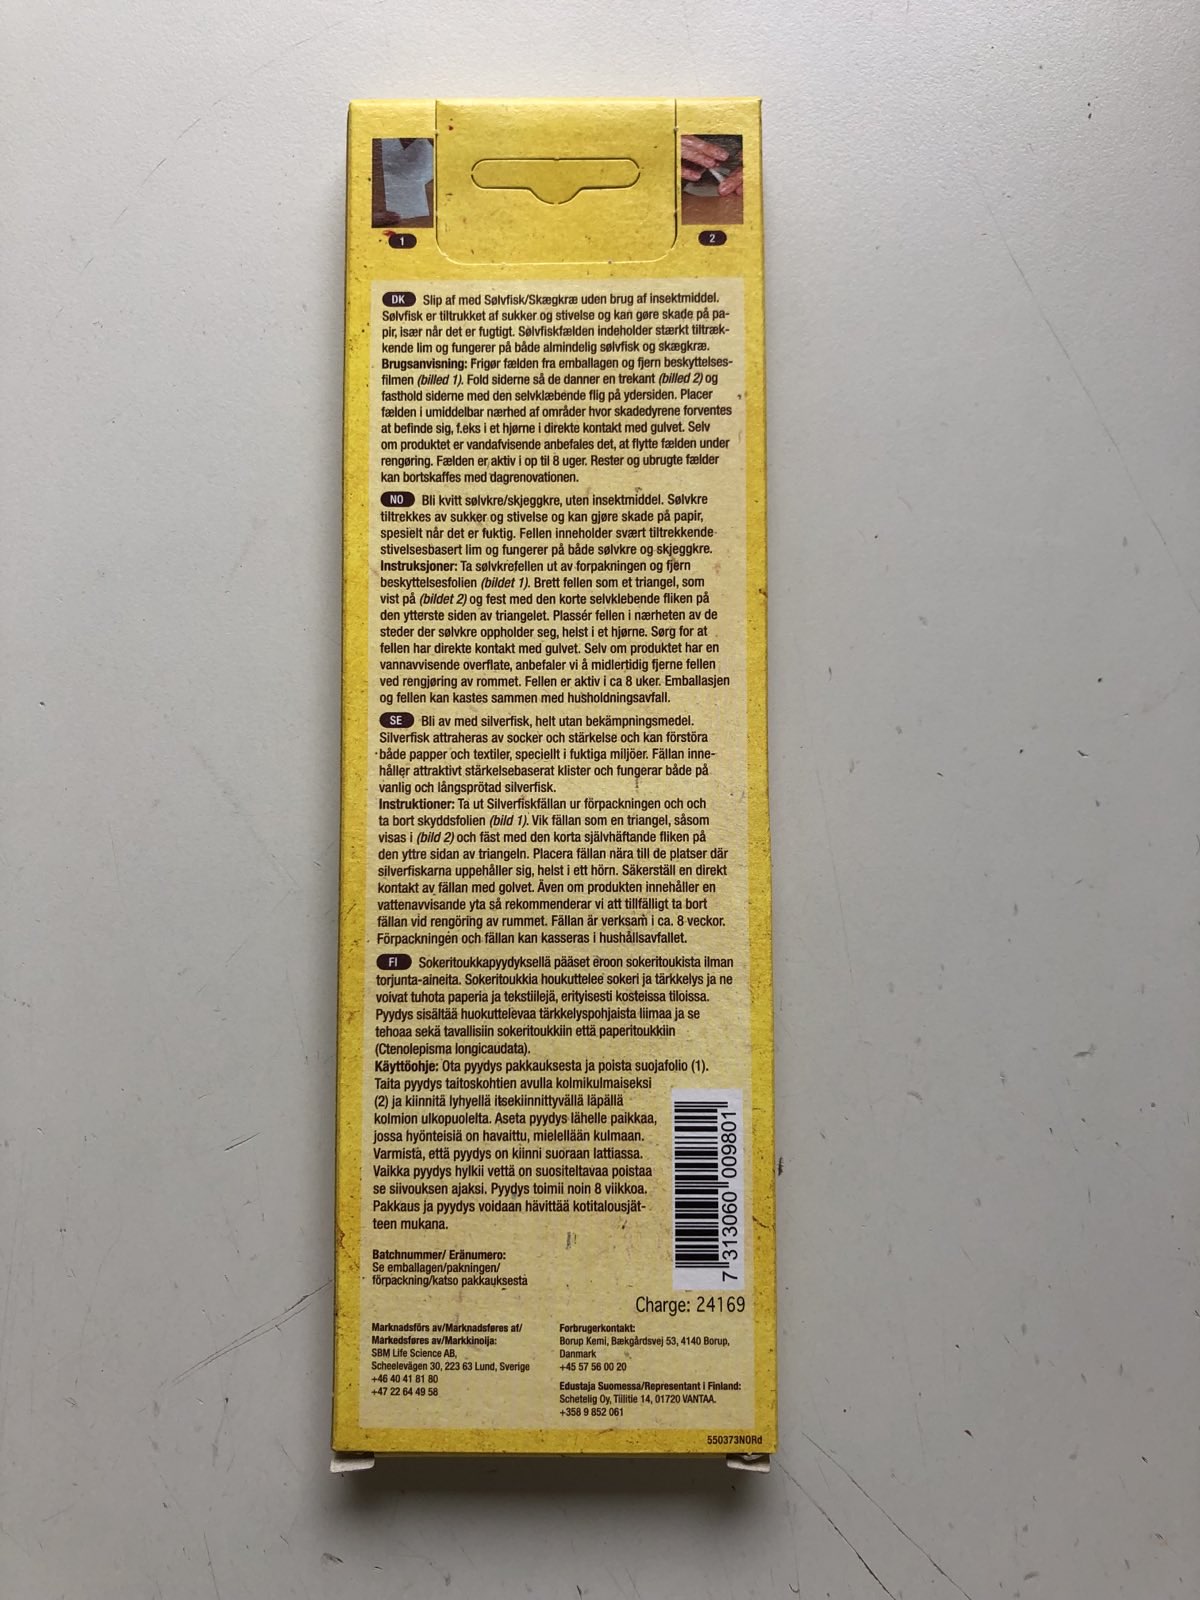 1
2
DK Slip af med Sølvfisk/Skægkræ uden brug af insektmiddel.
Sølvfisk er tiltrukket af sukker og stivelse og kan gøre skade på pa-
pir, især når det er fugtigt. Sølvfiskfælden indeholder stærkt tiltræk-
kende lim og fungerer på både almindelig sølvfisk og skægkræ.
Brugsanvisning: Frigør fælden fra emballagen og fjern beskyttelses-
filmen (billed 1). Fold siderne så de danner en trekant (billed 2) og
fasthold siderne med den selvklæbende flig på ydersiden. Placer
fælden i umiddelbar nærhed af områder hvor skadedyrene forventes
at befinde sig, f.eks i et hjørne i direkte kontakt med gulvet. Selv
om produktet er vandafvisende anbefales det, at flytte fælden under
rengøring. Fælden er aktiv i op til 8 uger. Rester og ubrugte fælder
kan bortskaffes med dagrenovationen.
NO Bli kvitt sølvkre/skjeggkre, uten insektmiddel. Sølvkre
tiltrekkes av sukker og stivelse og kan gjøre skade på papir,
spesielt når det er fuktig. Fellen inneholder svært tiltrekkende
stivelsesbasert lim og fungerer på både sølvkre og skjeggkre.
Instruksjoner: Ta sølvkrefellen ut av forpakningen og fjern
beskyttelsesfolien (bildet 1). Brett fellen som et triangel, som
vist på (bildet 2) og fest med den korte selvklebende fliken på
den ytterste siden av triangelet. Plassér fellen i nærheten av de
steder der sølvkre oppholder seg, helst i et hjørne. Sørg for at
fellen har direkte kontakt med gulvet. Selv om produktet har en
vannavvisende overflate, anbefaler vi å midlertidig fjerne fellen
ved rengjøring av rommet. Fellen er aktiv i ca 8 uker. Emballasjen
og fellen kan kastes sammen med husholdningsavfall.
SE Bli av med silverfisk, helt utan bekämpningsmedel.
Silverfisk attraheras av socker och stärkelse och kan förstöra
både papper och textiler, speciellt i fuktiga miljöer. Fällan inne-
håller attraktivt stärkelsebaserat klister och fungerar både på
vanlig och långsprötad silverfisk.
Instruktioner: Ta ut Silverfiskfällan ur förpackningen och och
ta bort skyddsfolien (bild 1). Vik fällan som en triangel, såsom
visas i (bild 2) och fäst med den korta självhäftande fliken på
den yttre sidan av triangeln. Placera fällan nära till de platser där
silverfiskarna uppehåller sig, helst i ett hörn. Säkerställ en direkt
kontakt av fällan med golvet. Även om produkten innehåller en
vattenavvisande yta så rekommenderar vi att tillfälligt ta bort
fällan vid rengöring av rummet. Fällan är verksam i ca. 8 veckor.
Förpackningen och fällan kan kasseras i hushållsavfallet.
FI Sokeritoukkapyydyksellä pääset eroon sokeritoukista ilman
torjunta-aineita. Sokeritoukkia houkuttelee sokeri ja tärkkelys ja ne
voivat tuhota paperia ja tekstiilejä, erityisesti kosteissa tiloissa.
Pyydys sisältää huokuttelevaa tärkkelyspohjaista liimaa ja se
tehoaa sekä tavallisiin sokeritoukkiin että paperitoukkiin
(Ctenolepisma longicaudata).
Käyttöohje: Ota pyydys pakkauksesta ja poista suojafolio (1).
Taita pyydys taitoskohtien avulla kolmikulmaiseksi
(2) ja kiinnitä lyhyellä itsekiinnittyvällä läpällä
kolmion ulkopuolelta. Aseta pyydys lähelle paikkaa,
jossa hyönteisiä on havaittu, mielellään kulmaan.
Varmista, että pyydys on kiinni suoraan lattiassa.
Vaikka pyydys hylkii vettä on suositeltavaa poistaa
se siivouksen ajaksi. Pyydys toimii noin 8 viikkoa.
Pakkaus ja pyydys voidaan hävittää kotitalousjät-
teen mukana.
7 313060 009801
Batchnummer/ Eränumero:
Se emballagen/pakningen/
förpackning/katso pakkauksesta
Charge: 24169
Marknadsförs av/Marknadsføres af/
Markedsføres av/Markkinoija:
SBM Life Science AB,
Scheelevägen 30, 223 63 Lund, Sverige
+46 40 41 81 80
+47 22 64 49 58
Forbrugerkontakt:
Borup Kemi, Bækgårdsvej 53, 4140 Borup,
Danmark
+45 57 56 00 20
Edustaja Suomessa/Representant i Finland:
Schetelig Oy, Tiilitie 14, 01720 VANTAA.
+358 9 852 061
550373NORd